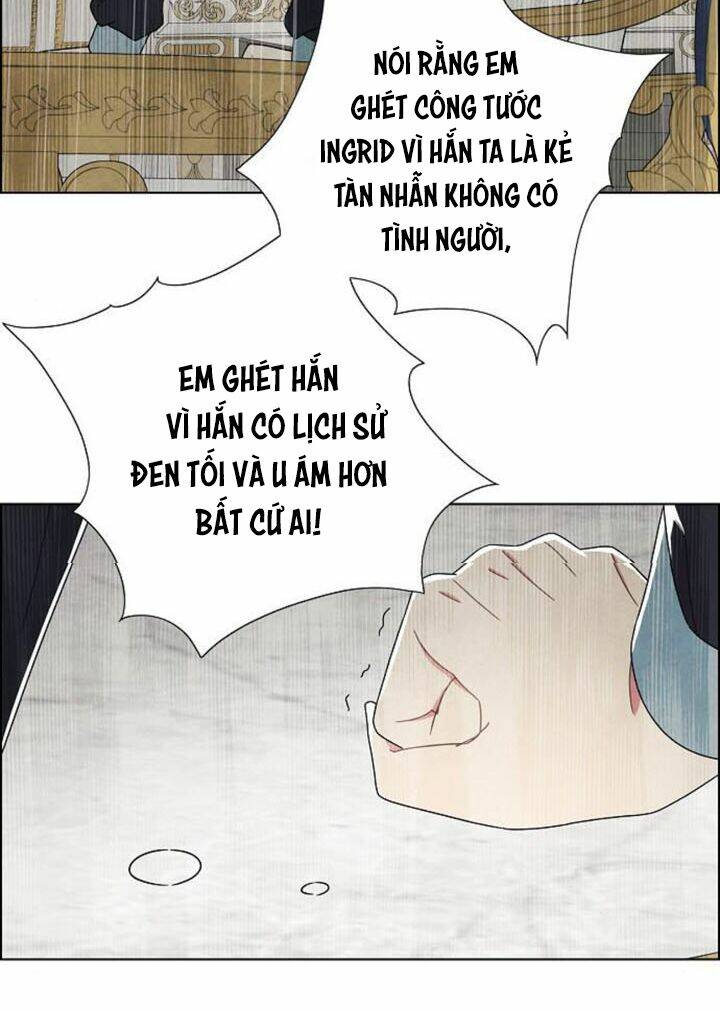 NÓI RẰNG EM
GHÉT CÔNG TƯỚC
INGRID VÌ HẮN TA LÀ KẺ
TÀN NHẪN KHÔNG CÓ
TÌNH NGƯỜI,
EM GHÉT HẮN
VÌ HẮN CÓ LỊCH SỬ
ĐEN TỐI VÀ U ÁM HƠN
BẤT CỨ AI!